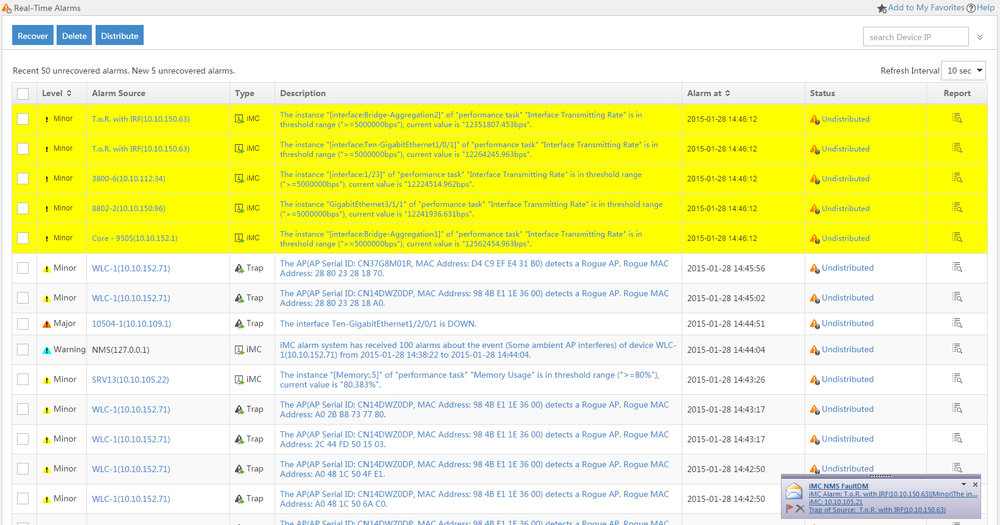 Real-Time Alarms
Add to My Favorites
Help
Recover
Delete
Distribute
search Device IP
Recent 50 unrecovered alarms. New 5 unrecovered alarms.
Refresh Interval
10 sec
Level Alarm Source Type Description Alarm at Status Report
Minor T.o.R. with IRF(10.10.150.63) iMC The instance "[interface:Bridge-Aggregation2]" of "performance task" "Interface Transmitting Rate" is in
threshold range (">=5000000bps"), current value is "12351807.453bps".
2015-01-28 14:46:12 Undistributed
Minor T.o.R. with IRF(10.10.150.63) iMC The instance "[interface:Ten-GigabitEthernet1/0/1]" of "performance task" "Interface Transmitting Rate" is in
threshold range (">=5000000bps"), current value is "12264245.963bps".
2015-01-28 14:46:12 Undistributed
Minor 3800-6(10.10.112.34) iMC The instance "[interface:1/23]" of "performance task" "Interface Transmitting Rate" is in threshold range
(">=5000000bps"), current value is "12224514.962bps".
2015-01-28 14:46:12 Undistributed
Minor 8802-2(10.10.150.96) iMC The instance "GigabitEthernet3/1/1" of "performance task" "Interface Transmitting Rate" is in threshold range
(">=5000000bps"), current value is "12241936.631bps".
2015-01-28 14:46:12 Undistributed
Minor Core - 9505(10.10.152.1) iMC The instance "[interface:Bridge-Aggregation1]" of "performance task" "Interface Transmitting Rate" is in
threshold range (">=5000000bps"), current value is "12562454.963bps".
2015-01-28 14:46:12 Undistributed
Minor WLC-1(10.10.152.71) Trap The AP(AP Serial ID: CN37G8M01R, MAC Address: D4 C9 EF E4 31 B0) detects a Rogue AP. Rogue MAC
Address: 28 80 23 28 18 70.
2015-01-28 14:45:56 Undistributed
Minor WLC-1(10.10.152.71) Trap The AP(AP Serial ID: CN14DWZ0DP, MAC Address: 98 4B E1 1E 36 00) detects a Rogue AP. Rogue MAC
Address: 28 80 23 28 18 A0.
2015-01-28 14:45:02 Undistributed
Major 10504-1(10.10.109.1) Trap The interface Ten-GigabitEthernet1/2/0/1 is DOWN. 2015-01-28 14:44:51 Undistributed
Warning NMS(127.0.0.1) iMC iMC alarm system has received 100 alarms about the event (Some ambient AP interferes) of device WLC-
1(10.10.152.71) from 2015-01-28 14:38:22 to 2015-01-28 14:44:04.
2015-01-28 14:44:04 Undistributed
Minor SRV13(10.10.105.22) iMC The instance "[Memory:.5]" of "performance task" "Memory Usage" is in threshold range (">=80%"),
current value is "80.383%".
2015-01-28 14:43:26 Undistributed
Minor WLC-1(10.10.152.71) Trap The AP(AP Serial ID: CN14DWZ0DP, MAC Address: 98 4B E1 1E 36 00) detects a Rogue AP. Rogue MAC
Address: A0 2B B8 73 77 80.
2015-01-28 14:43:17 Undistributed
Minor WLC-1(10.10.152.71) Trap The AP(AP Serial ID: CN14DWZ0DP, MAC Address: 98 4B E1 1E 36 00) detects a Rogue AP. Rogue MAC
Address: 2C 44 FD 50 15 03.
2015-01-28 14:43:17 Undistributed
Minor WLC-1(10.10.152.71) Trap The AP(AP Serial ID: CN14DWZ0DP, MAC Address: 98 4B E1 1E 36 00) detects a Rogue AP. Rogue MAC
Address: A0 48 1C 50 4F E1.
2015-01-28 14:42:50 Undistributed
Minor WLC-1(10.10.152.71) Trap The AP(AP Serial ID: CN14DWZ0DP, MAC Address: 98 4B E1 1E 36 00) detects a Rogue AP. Rogue MAC
Address: A0 48 1C 50 6A C0.
2015-01-28 14:42:50
The AP(AP Serial ID: CN14DWZ0DP, MAC Address: 98 4B E1 1E 36 00) detects a Rogue AP. Rogue MAC
iMC NMS FaultDM
iMC Alarm: T.o.R. with IRF(10.10.150.63)[Minor]The in...
iMC: 10.10.105.21
Trap of Source: T.o.R. with IRF(10.10.150.63)